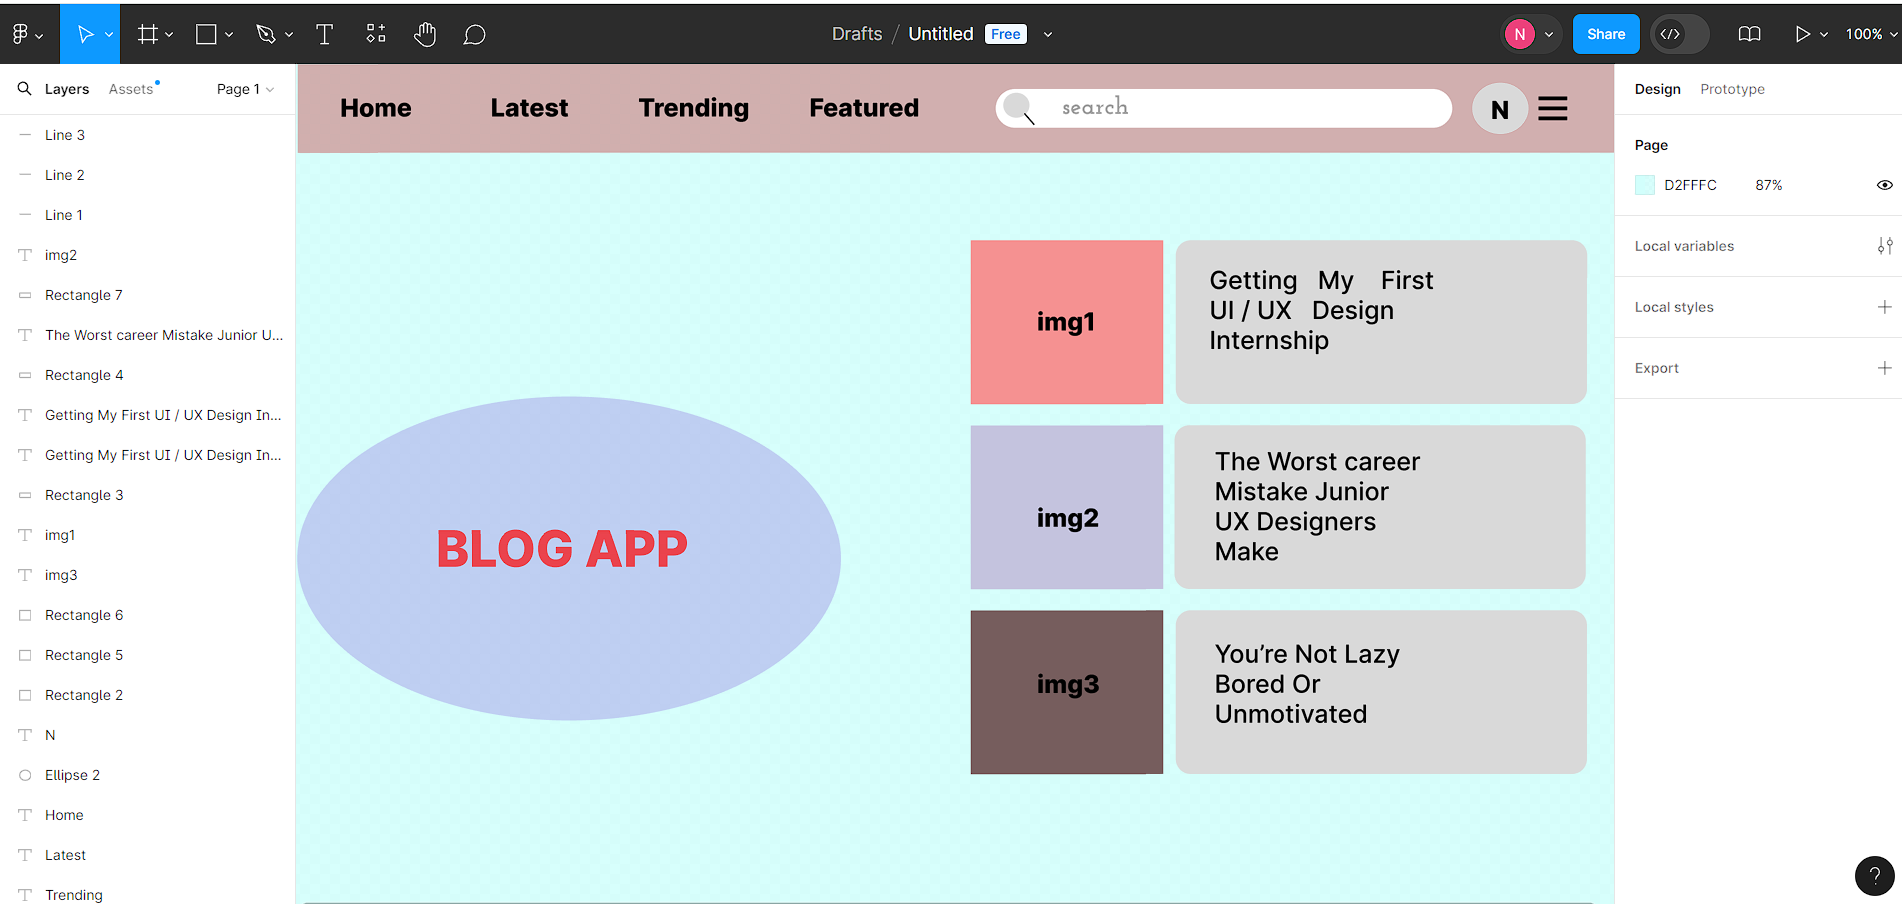 Drafts / Untitled Free
N Share 100%
Layers Assets Page 1
Line 3
Line 2
Line 1
img2
Rectangle 7
The Worst career Mistake Junior U...
Rectangle 4
Getting My First UI / UX Design In...
Getting My First UI / UX Design In...
Rectangle 3
img1
img3
Rectangle 6
Rectangle 5
Rectangle 2
N
Ellipse 2
Home
Latest
Trending
Home Latest Trending Featured search N
BLOG APP
img1
Getting My First
UI / UX Design
Internship
img2
The Worst career
Mistake Junior
UX Designers
Make
img3
You’re Not Lazy
Bored Or
Unmotivated
Design Prototype
Page
D2FFFC 87%
Local variables
Local styles
Export
?